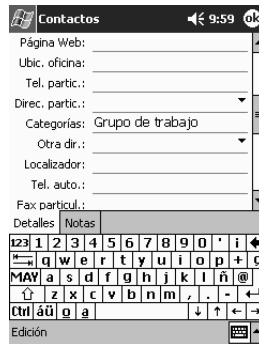 Contactos 9:59 ok
Página Web:
Ubic. oficina:
Tel. partic.:
Direc. partic.:
Categorías: Grupo de trabajo
Otra dir.:
Localizador:
Tel. auto.:
Fax particul.:
Detalles Notas
123 1 2 3 4 5 6 7 8 9 0 ' ¡
q w e r t y u i o p + ç
MAY a s d f g h j k l ñ @
z x c v b n m , . -
Ctrl áü º ª
Edición